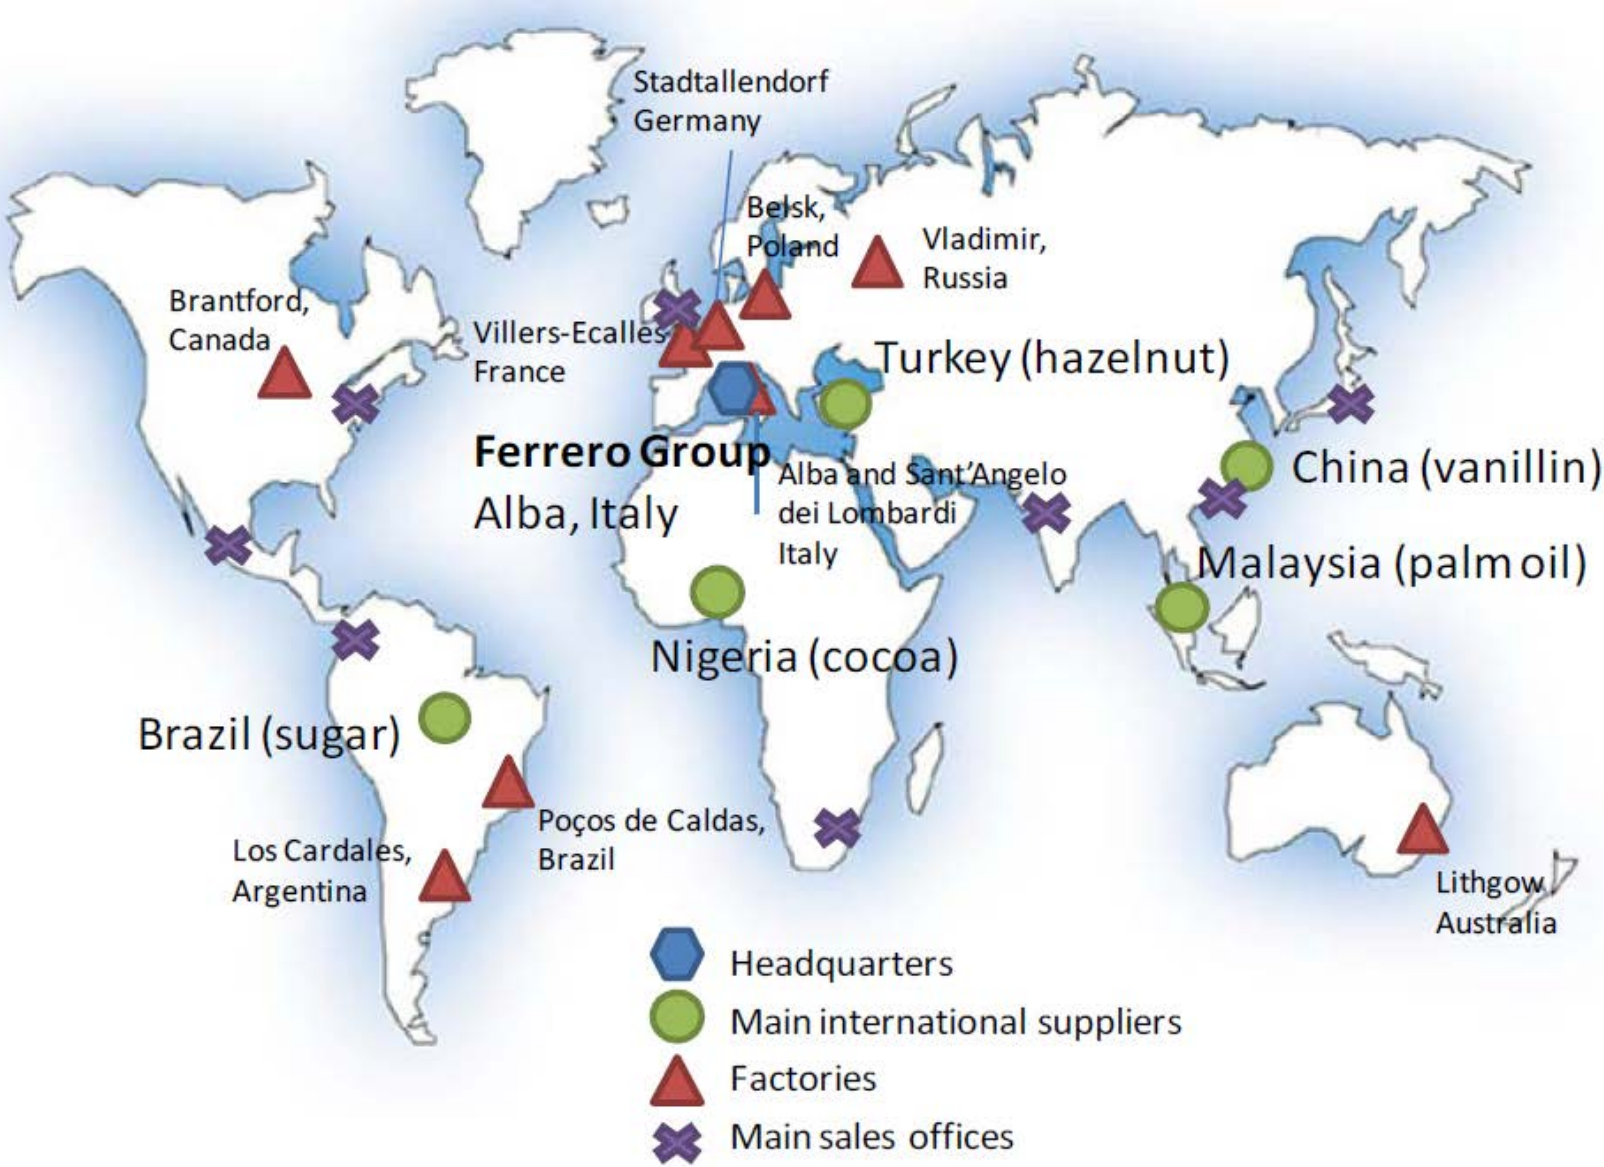 Stadtallendorf
Germany
Belsk,
Poland
Vladimir,
Russia
Brantford,
Canada
Villers-Ecalles
France
Turkey (hazelnut)
Ferrero Group
Alba, Italy
Alba and Sant'Angelo
dei Lombardi
Italy
China (vanillin)
Malaysia (palm oil)
Nigeria (cocoa)
Brazil (sugar)
Poços de Caldas,
Brazil
Los Cardales,
Argentina
Lithgow
Australia
Headquarters
Main international suppliers
Factories
Main sales offices